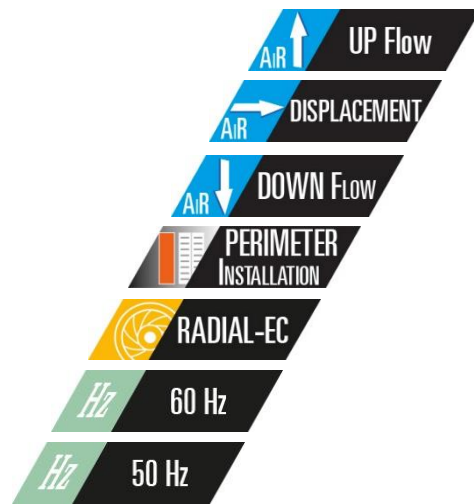 AIR UP Flow
AIR DISPLACEMENT
AIR DOWN FLOW
PERIMETER
INSTALLATION
RADIAL-EC
Hz 60 Hz
Hz 50 Hz